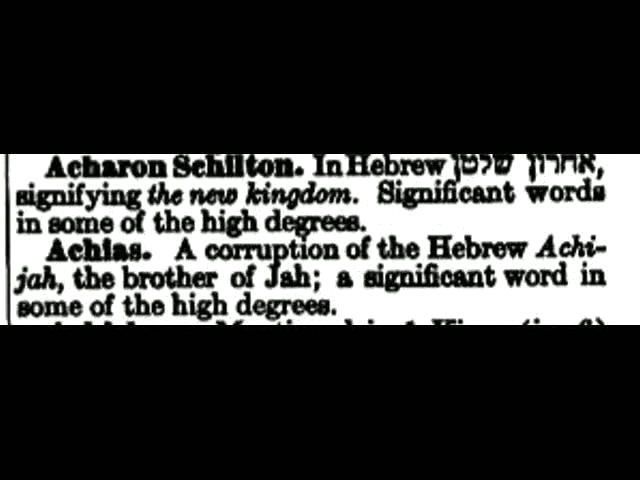 Acharon Schilton. In Hebrew אחרון שלטן,
signifying the new kingdom. Significant words
in some of the high degrees.
Achias. A corruption of the Hebrew Achi-
jah, the brother of Jah; a significant word in
some of the high degrees.